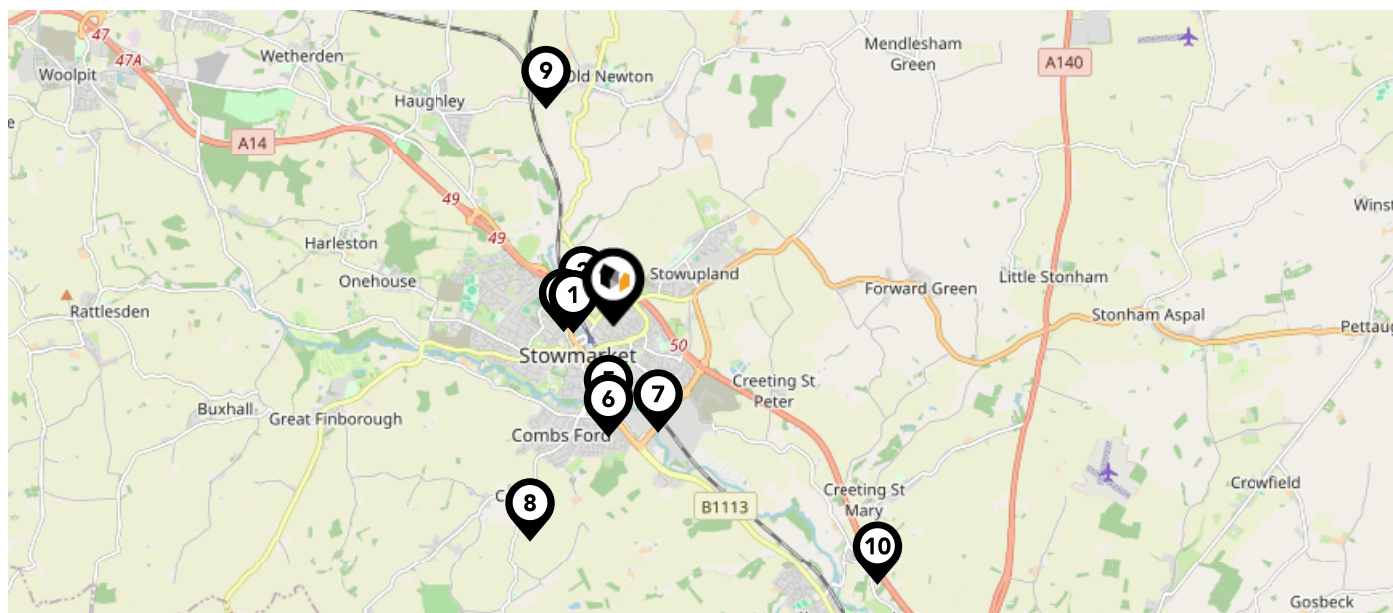 47
47A
Woolpit
Wetherden
9
Old Newton
Mendlesham
Green
A140
Haughley
A14
49
49
Harleston
Onehouse
Stowupland
Little Stonham
Forward Green
Winst
Rattlesden
1
Stonham Aspal
Pettaug
50
Stowmarket
Creeting St
Peter
5
6
7
Buxhall
Great Finborough
Combs Ford
8
B1113
Creeting St
Mary
Crowfield
10
Gosbeck